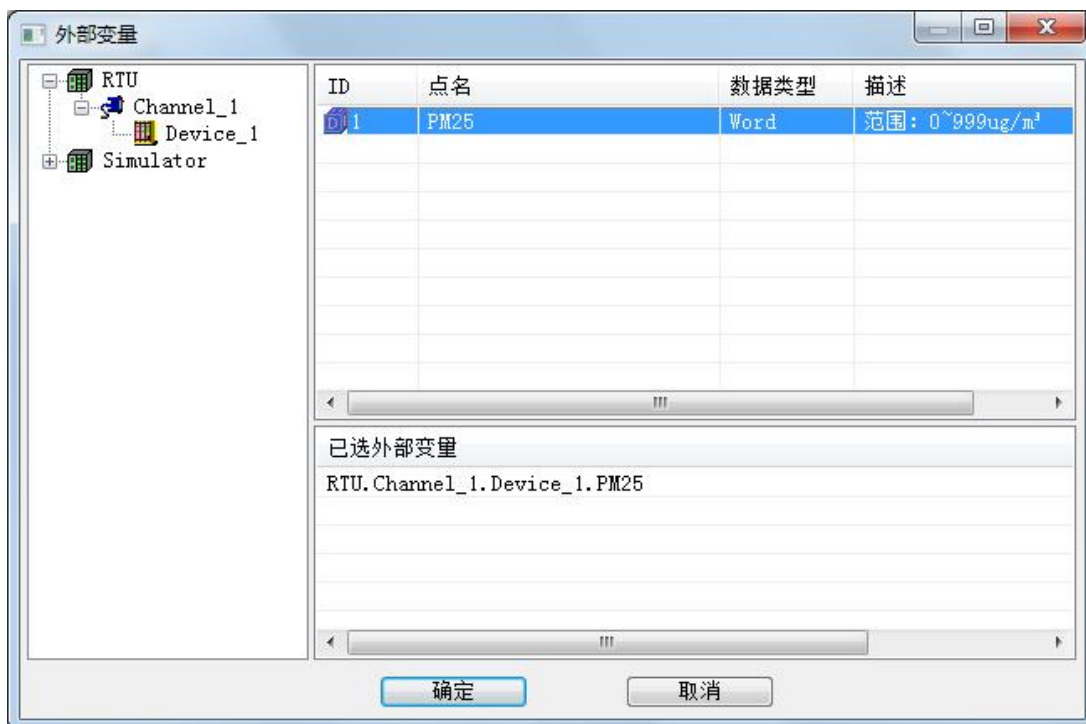 外部变量
RTU
Channel_1
Device_1
Simulator
ID 点名 数据类型 描述
1 PM25 Word 范围: 0~999ug/m³
已选外部变量
RTU.Channel_1.Device_1.PM25
确定 取消